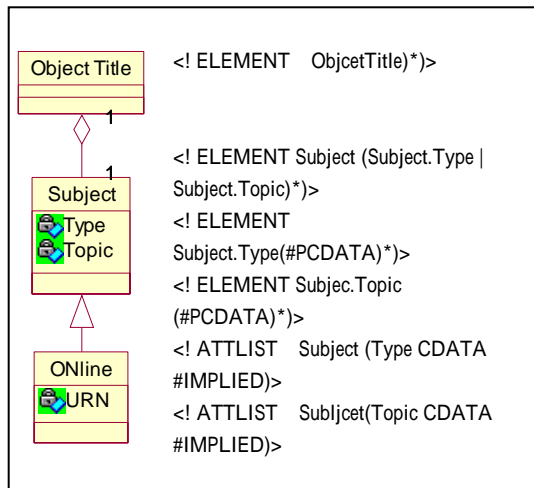 Object Title
1
1
Subject
Type
Topic
ONline
URN
<! ELEMENT ObjcetTitle)*)>
<! ELEMENT Subject (Subject.Type |
Subject.Topic)*)>
<! ELEMENT
Subject.Type(#PCDATA)*)>
<! ELEMENT Subjec.Topic
(#PCDATA)*)>
<! ATTLIST Subject (Type CDATA
#IMPLIED)>
<! ATTLIST Subljcet(Topic CDATA
#IMPLIED)>